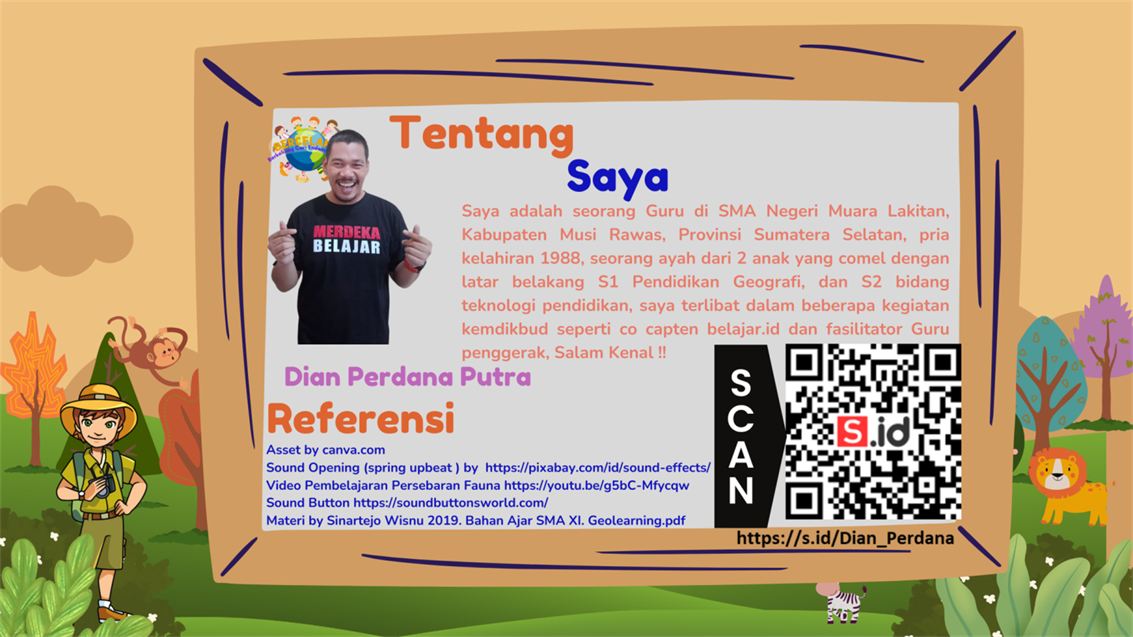 Tentang
Saya
Saya adalah seorang Guru di SMA Negeri Muara Lakitan,
Kabupaten Musi Rawas, Provinsi Sumatera Selatan, pria
kelahiran 1988, seorang ayah dari 2 anak yang comel dengan
latar belakang S1 Pendidikan Geografi, dan S2 bidang
teknologi pendidikan, saya terlibat dalam beberapa kegiatan
kemdikbud seperti co capten belajar.id dan fasilitator Guru
penggerak, Salam Kenal !!
MERDEKA
BELAJAR
Dian Perdana Putra
Referensi
Asset by canva.com
Sound Opening (spring upbeat ) by https://pixabay.com/id/sound-effects/
Video Pembelajaran Persebaran Fauna https://youtu.be/g5bC-Mfycqw
Sound Button https://soundbuttonsworld.com/
Materi by Sinartejo Wisnu 2019. Bahan Ajar SMA XI. Geolearning.pdf
SCAN
S.id
https://s.id/Dian_Perdana